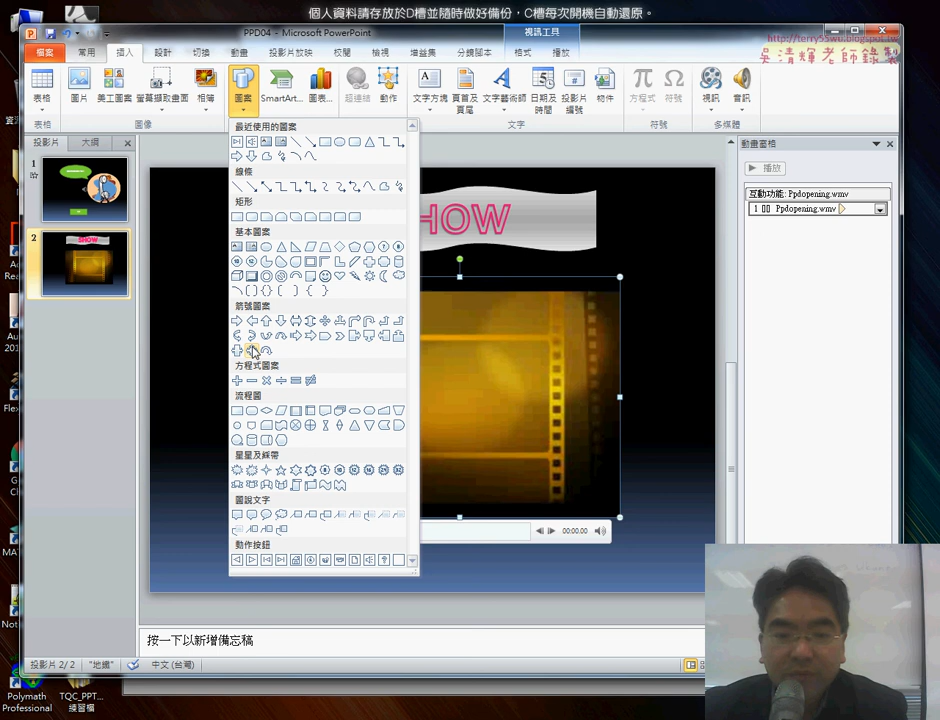 個人資料請存放於D槽並隨時做好備份，C槽每次開機自動還原。
PPD04 - Microsoft PowerPoint
視訊工具
http://terry55wu.blogspot.tw
吳清輝老師錄製
檔案 常用 插入 設計 切換 動畫 投影片放映 校閱 檢視 增益集 分鏡腳本 格式 播放
表格 圖片 美工圖案 螢幕擷取畫面 相簿 圖案 SmartArt... 圖表... 超連結 動作 文字方塊 頁首及頁尾 文字藝術師 日期及時間 投影片編號 物件 方程式 符號 視訊 音訊
表格 圖像 文字 符號 多媒體
投影片 大綱
最近使用的圖案
線條
矩形
基本圖案
箭號圖案
方程式圖案
流程圖
星星及綵帶
圖說文字
動作按鈕
1
2
SHOW
HOW
00:00.00
動畫窗格
播放
互動功能: Ppdopening.wmv
1 Ppdopening.wmv
按一下以新增備忘稿
投影片 2/2 "地鐵" 中文 (台灣)
Polymath Professional
TQC_PPT... 練習檔